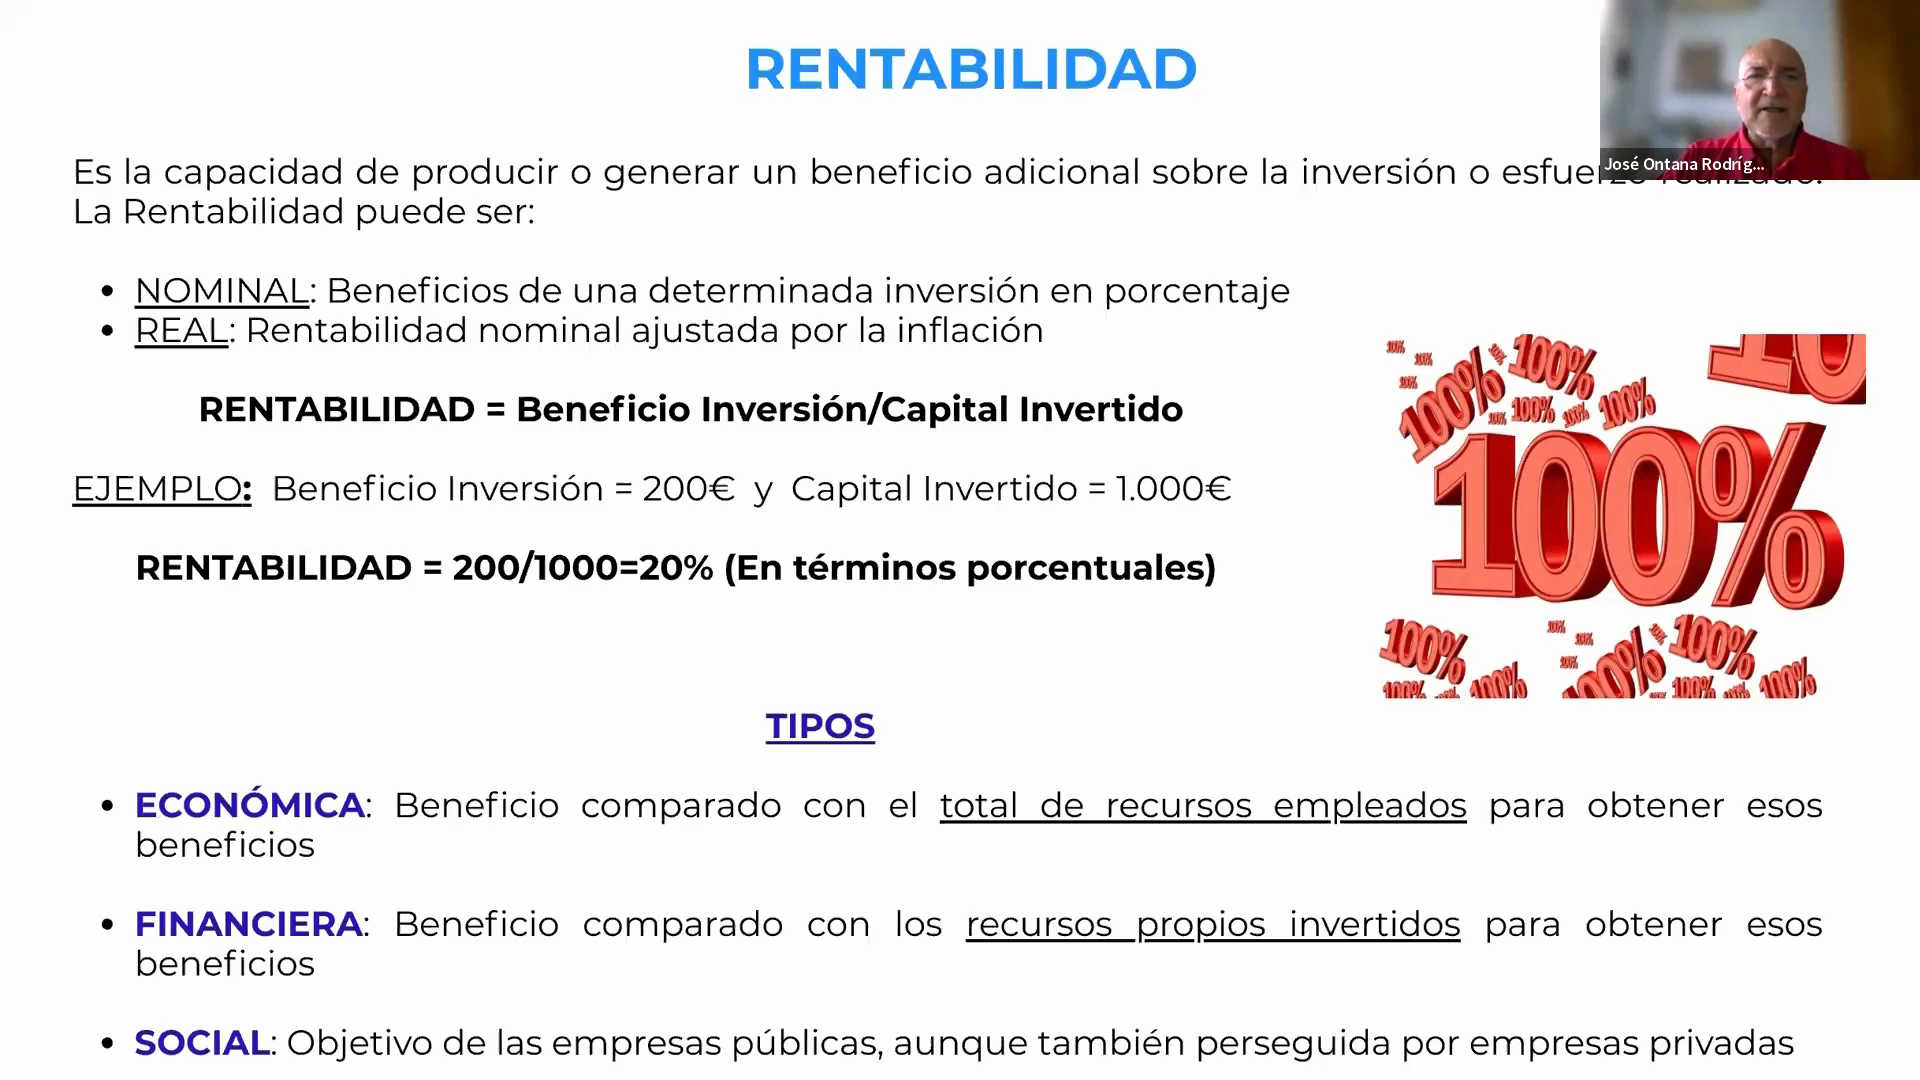 RENTABILIDAD
José Ontana Rodríg...
Es la capacidad de producir o generar un beneficio adicional sobre la inversión o esfuerzo realizado.
La Rentabilidad puede ser:
• NOMINAL: Beneficios de una determinada inversión en porcentaje
• REAL: Rentabilidad nominal ajustada por la inflación
RENTABILIDAD = Beneficio Inversión/Capital Invertido
EJEMPLO: Beneficio Inversión = 200€ y Capital Invertido = 1.000€
RENTABILIDAD = 200/1000=20% (En términos porcentuales)
100%
TIPOS
• ECONÓMICA: Beneficio comparado con el total de recursos empleados para obtener esos
beneficios
• FINANCIERA: Beneficio comparado con los recursos propios invertidos para obtener esos
beneficios
• SOCIAL: Objetivo de las empresas públicas, aunque también perseguida por empresas privadas